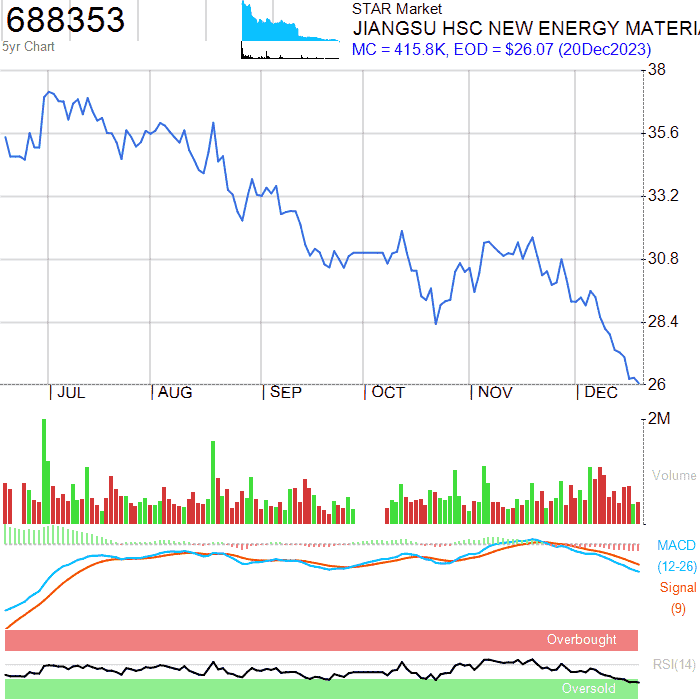 688353
5yr Chart
STAR Market
JIANGSU HSC NEW ENERGY MATERI
MC = 415.8K, EOD = $26.07 (20Dec2023)
38
35.6
33.2
30.8
28.4
26
JUL AUG SEP OCT NOV DEC
2M
Volume
MACD
(12-26)
Signal
(9)
Overbought
RSI(14)
Oversold